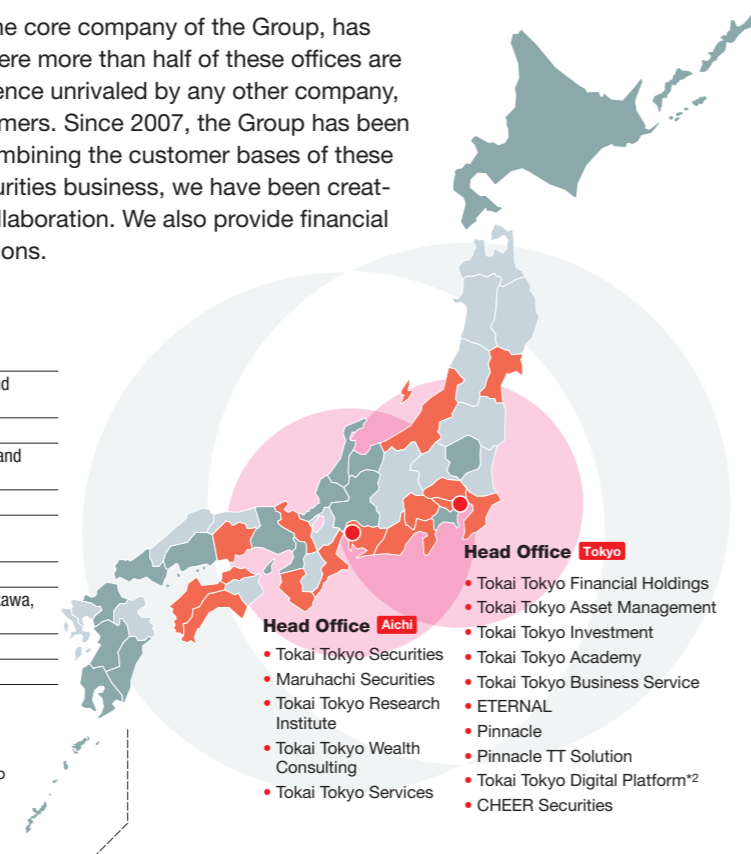 ne core company of the Group, has
ere more than half of these offices are
ence unrivaled by any other company,
mers. Since 2007, the Group has been
mbining the customer bases of these
urities business, we have been creat-
llaboration. We also provide financial
ons.
d
and
kawa,
Head Office Tokyo
• Tokai Tokyo Financial Holdings
• Tokai Tokyo Asset Management
• Tokai Tokyo Investment
• Tokai Tokyo Academy
• Tokai Tokyo Business Service
• ETERNAL
• Pinnacle
• Pinnacle TT Solution
• Tokai Tokyo Digital Platform*2
• CHEER Securities
Head Office Aichi
• Tokai Tokyo Securities
• Maruhachi Securities
• Tokai Tokyo Research
Institute
• Tokai Tokyo Wealth
Consulting
• Tokai Tokyo Services